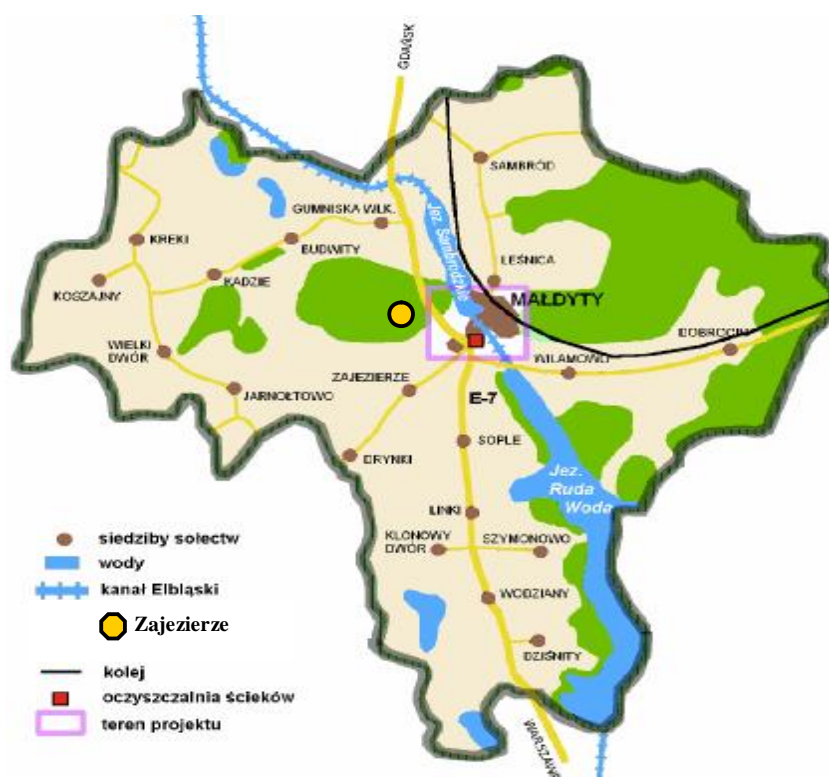 GDAŃSK
SAMBRÓD
GUMNISKA WLK.
Jez. Sambrodzkie
KREKI
BUDWITY
LEŚNICA
KOSZAJNY
KADZIE
MAŁDYTY
DOBROCIN
WIELKI
DWÓR
WILAMOWO
ZAJEZIERZE
JARNOŁTOWO
E-7
SOPLE
DRYNKI
Jez.
Ruda
Woda
LINKI
KLONOWY
DWÓR
SZYMONOWO
WODZIANY
DZIŚNITY
WARSZAWA
siedziby sołectw
wody
kanał Elbląski
Zajezierze
kolej
oczyszczalnia ścieków
teren projektu